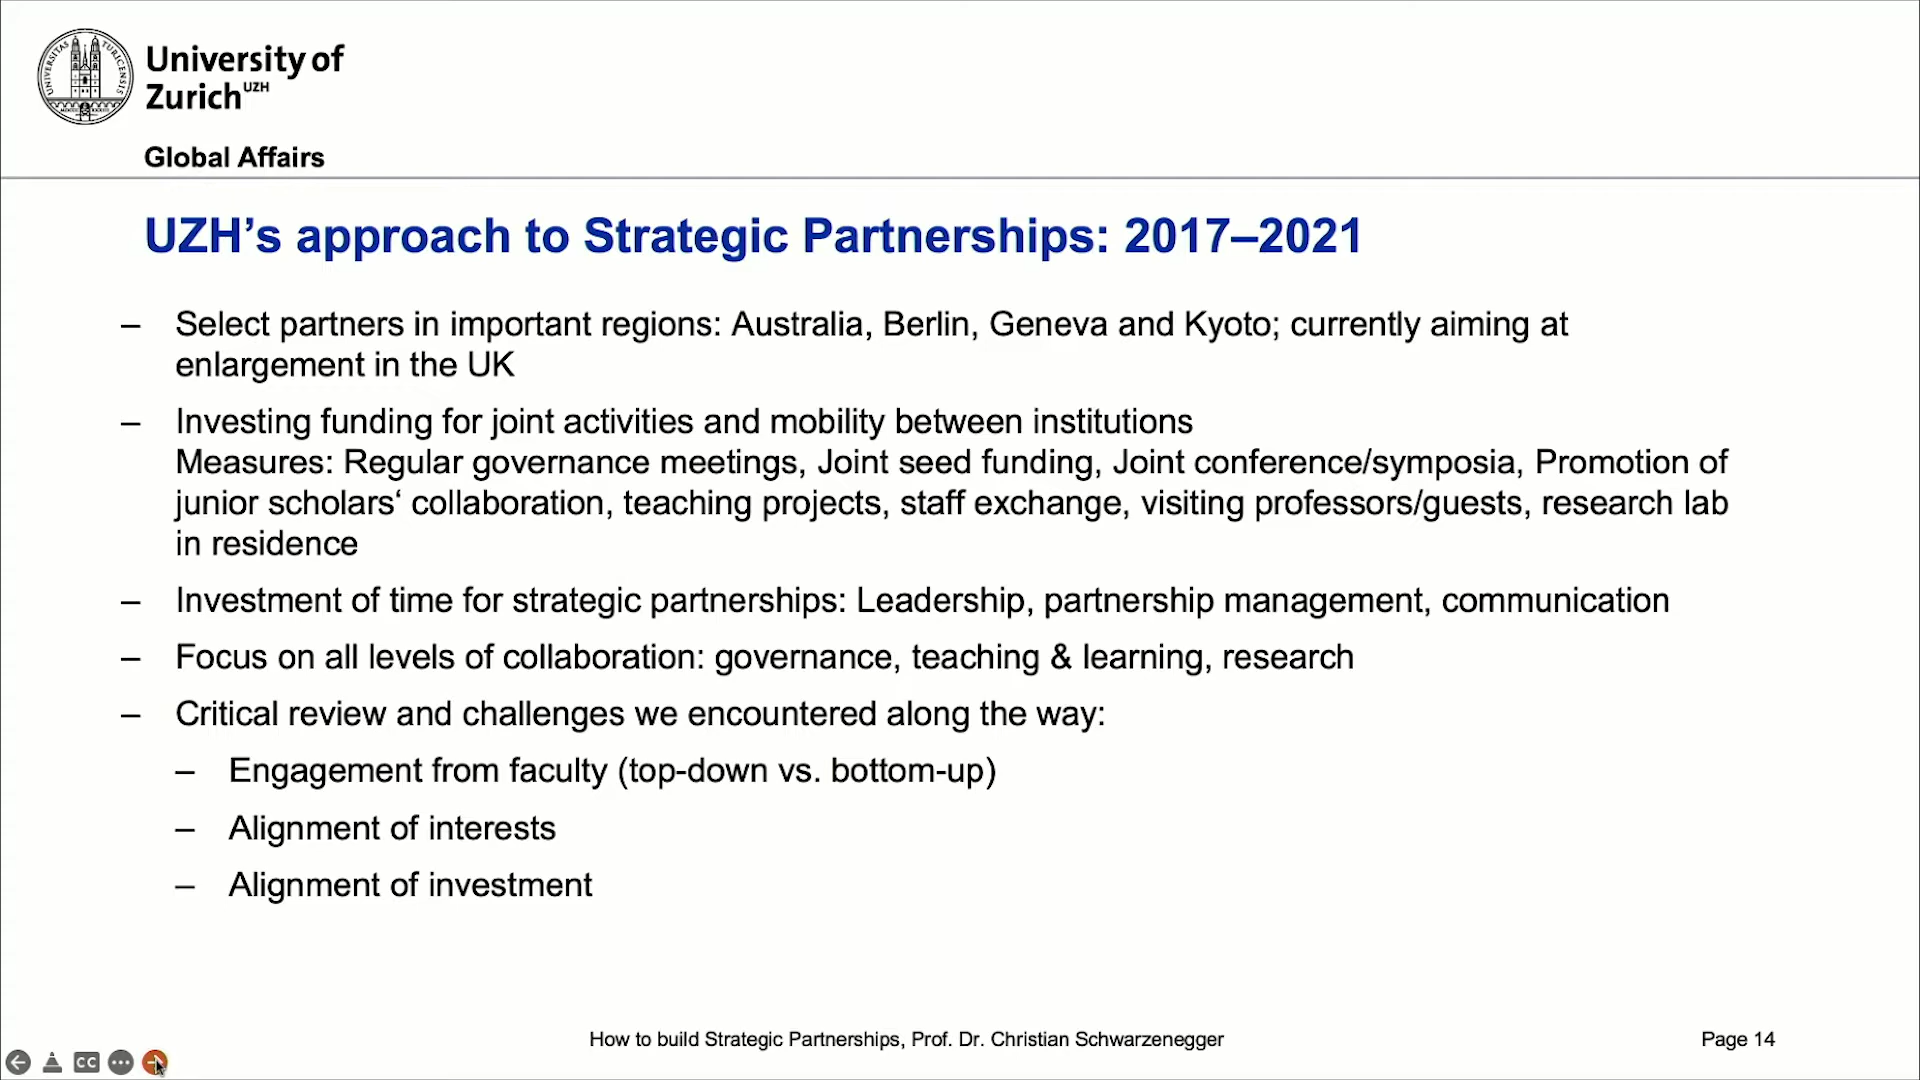 University of
Zurich UZH
Global Affairs
UZH’s approach to Strategic Partnerships: 2017–2021
– Select partners in important regions: Australia, Berlin, Geneva and Kyoto; currently aiming at
enlargement in the UK
– Investing funding for joint activities and mobility between institutions
Measures: Regular governance meetings, Joint seed funding, Joint conference/symposia, Promotion of
junior scholars‘ collaboration, teaching projects, staff exchange, visiting professors/guests, research lab
in residence
– Investment of time for strategic partnerships: Leadership, partnership management, communication
– Focus on all levels of collaboration: governance, teaching & learning, research
– Critical review and challenges we encountered along the way:
– Engagement from faculty (top-down vs. bottom-up)
– Alignment of interests
– Alignment of investment
How to build Strategic Partnerships, Prof. Dr. Christian Schwarzenegger
Page 14
CC